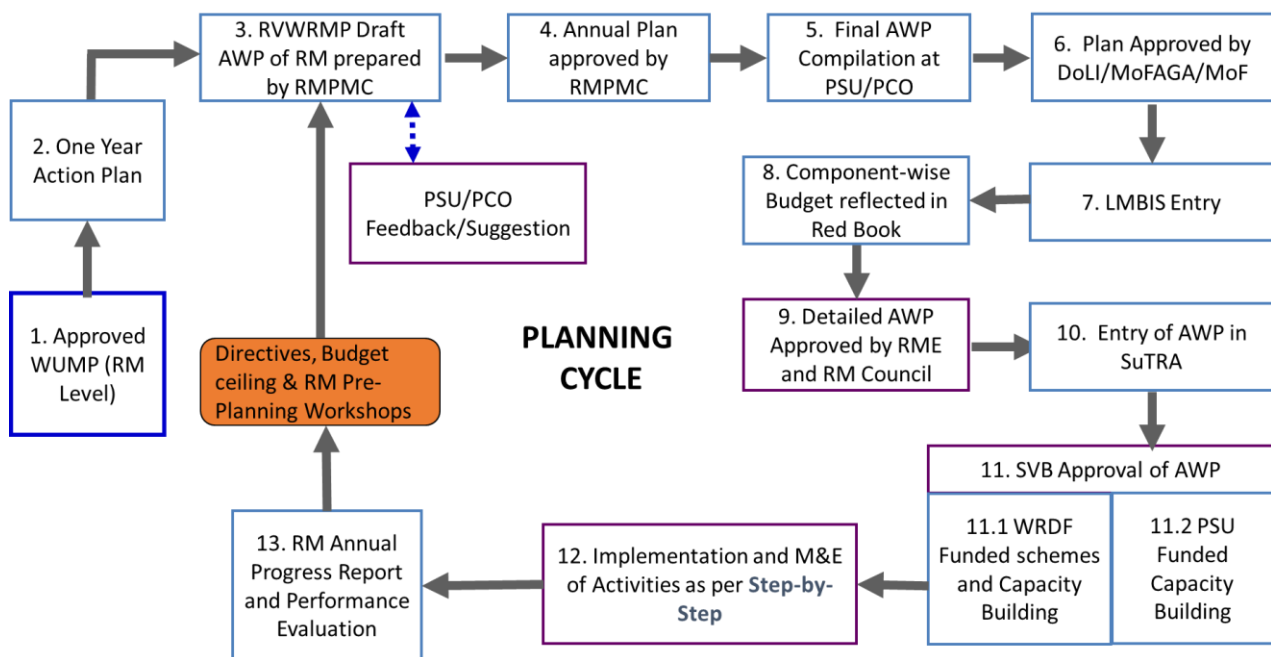 3. RVWRMP Draft
AWP of RM prepared
by RMPMC
4. Annual Plan
approved by
RMPMC
5. Final AWP
Compilation at
PSU/PCO
6. Plan Approved by
DoLI/MoFAGA/MoF
2. One Year
Action Plan
PSU/PCO
Feedback/Suggestion
8. Component-wise
Budget reflected in
Red Book
7. LMBIS Entry
1. Approved
WUMP (RM
Level)
Directives, Budget
ceiling & RM Pre-
Planning Workshops
PLANNING
CYCLE
9. Detailed AWP
Approved by RME
and RM Council
10. Entry of AWP in
SuTRA
11. SVB Approval of AWP
11.1 WRDF
Funded schemes
and Capacity
Building
11.2 PSU
Funded
Capacity
Building
12. Implementation and M&E
of Activities as per Step-by-
Step
13. RM Annual
Progress Report
and Performance
Evaluation